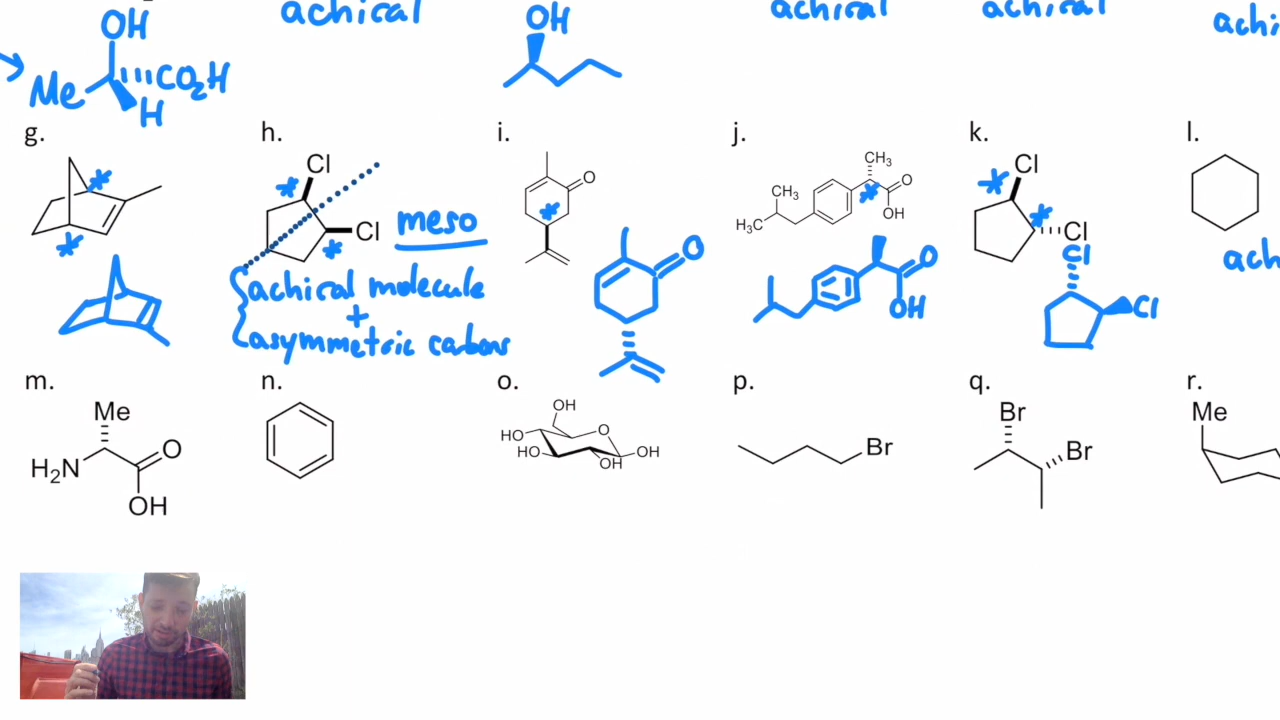 achiral
OH
achiral
achiral
achi
OH
Me
CO2H
H
g.
h.
i.
j.
k.
l.
Cl
Cl
meso
achiral molecule
+
asymmetric carbons
O
O
CH3
CH3
H3C
O
OH
O
OH
Cl
Cl
Cl
Cl
ach
m.
n.
o.
p.
q.
r.
Me
H2N
O
OH
OH
HO
HO
O
OH
OH
Br
Br
Br
Me